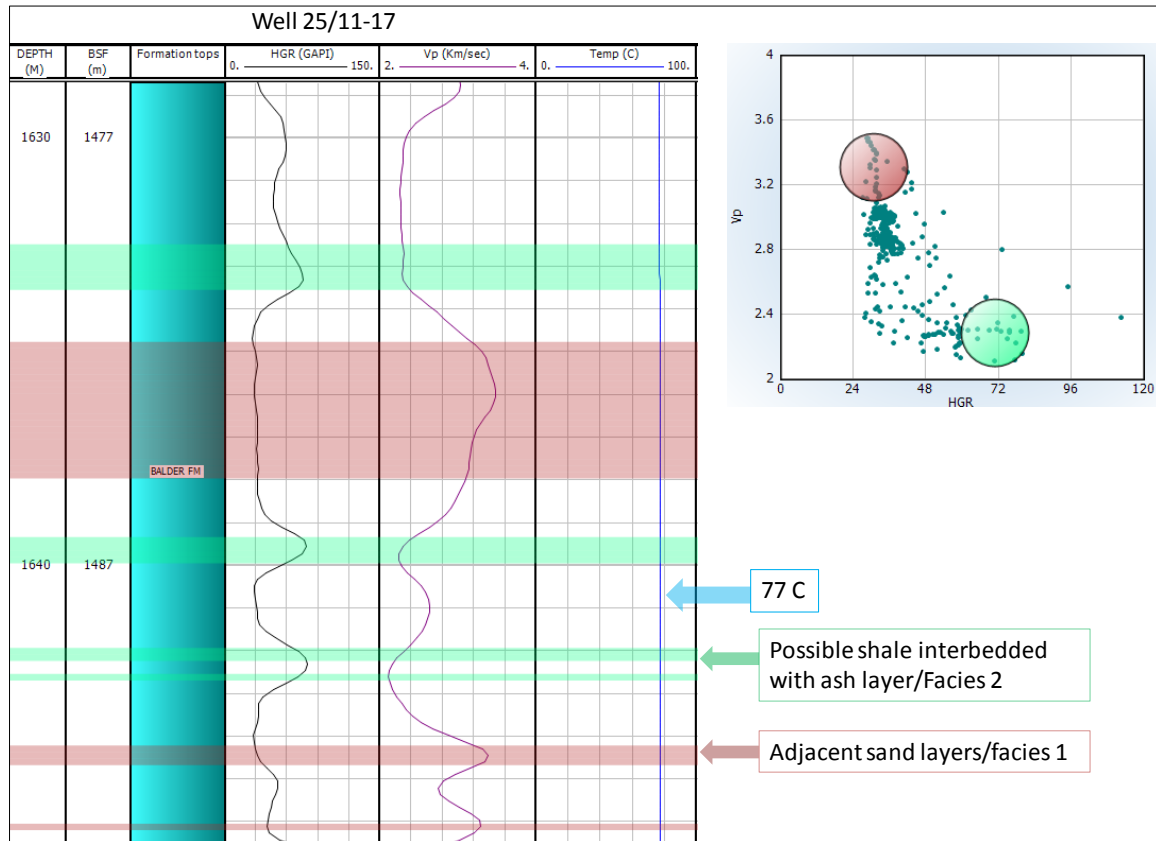 Well 25/11-17
DEPTH
(M)
BSF
(m)
Formation tops
HGR (GAPI)
0. 150.
Vp (Km/sec)
2. 4.
Temp (C)
0. 100.
1630 1477
BALDER FM
1640 1487
4
3.6
3.2
2.8
2.4
2
Vp
0 24 48 72 96 120
HGR
77 C
Possible shale interbedded
with ash layer/Facies 2
Adjacent sand layers/facies 1